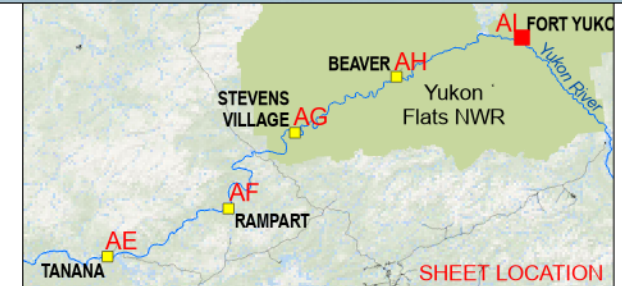 AI FORT YUKO
BEAVER AH
Yukon River
STEVENS
VILLAGE AG
Yukon
Flats NWR
AF
RAMPART
AE
TANANA
SHEET LOCATION